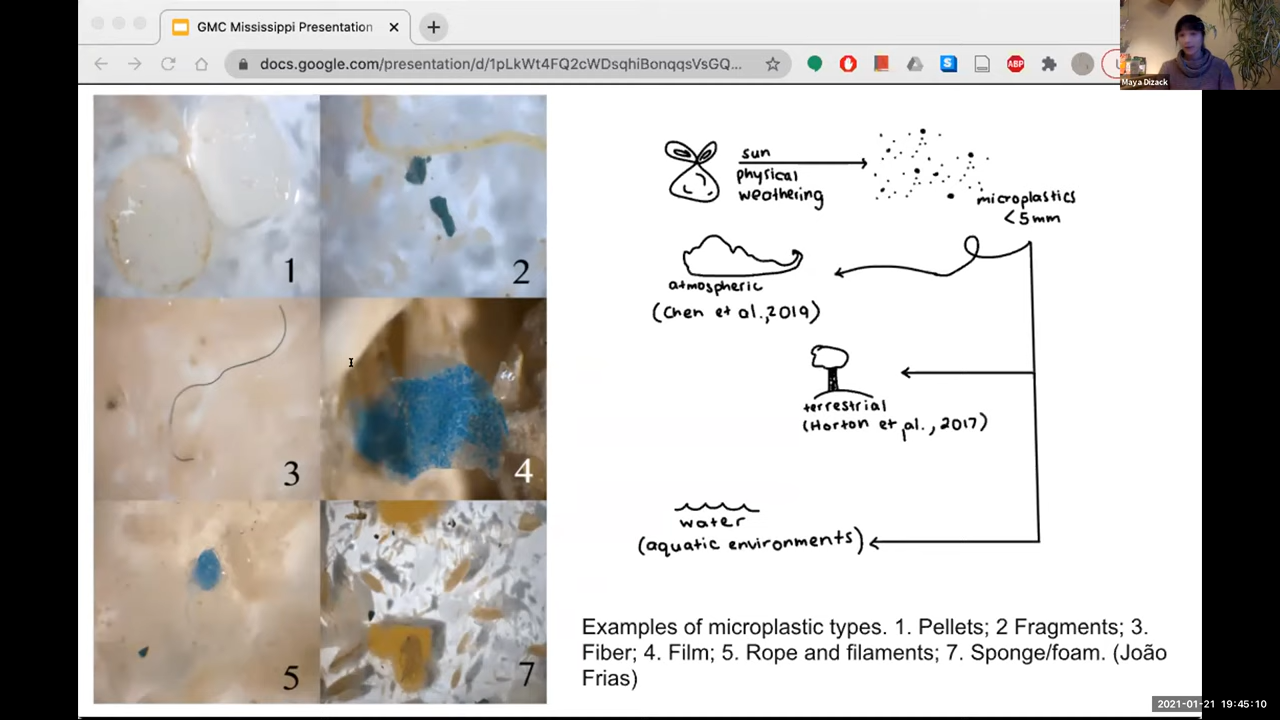 GMC Mississippi Presentation
docs.google.com/presentation/d/1pLkWt4FQ2cWDsqhiBonqqsVsGQ...
ABP
Maya Dizack
1
2
3
4
5
7
sun
physical
weathering
microplastics
<5mm
atmospheric
(Chen et al.,2019)
terrestrial
(Horton et al., 2017)
water
(aquatic environments)
Examples of microplastic types. 1. Pellets; 2 Fragments; 3.
Fiber; 4. Film; 5. Rope and filaments; 7. Sponge/foam. (João
Frias)
2021-01-21 19:45:10